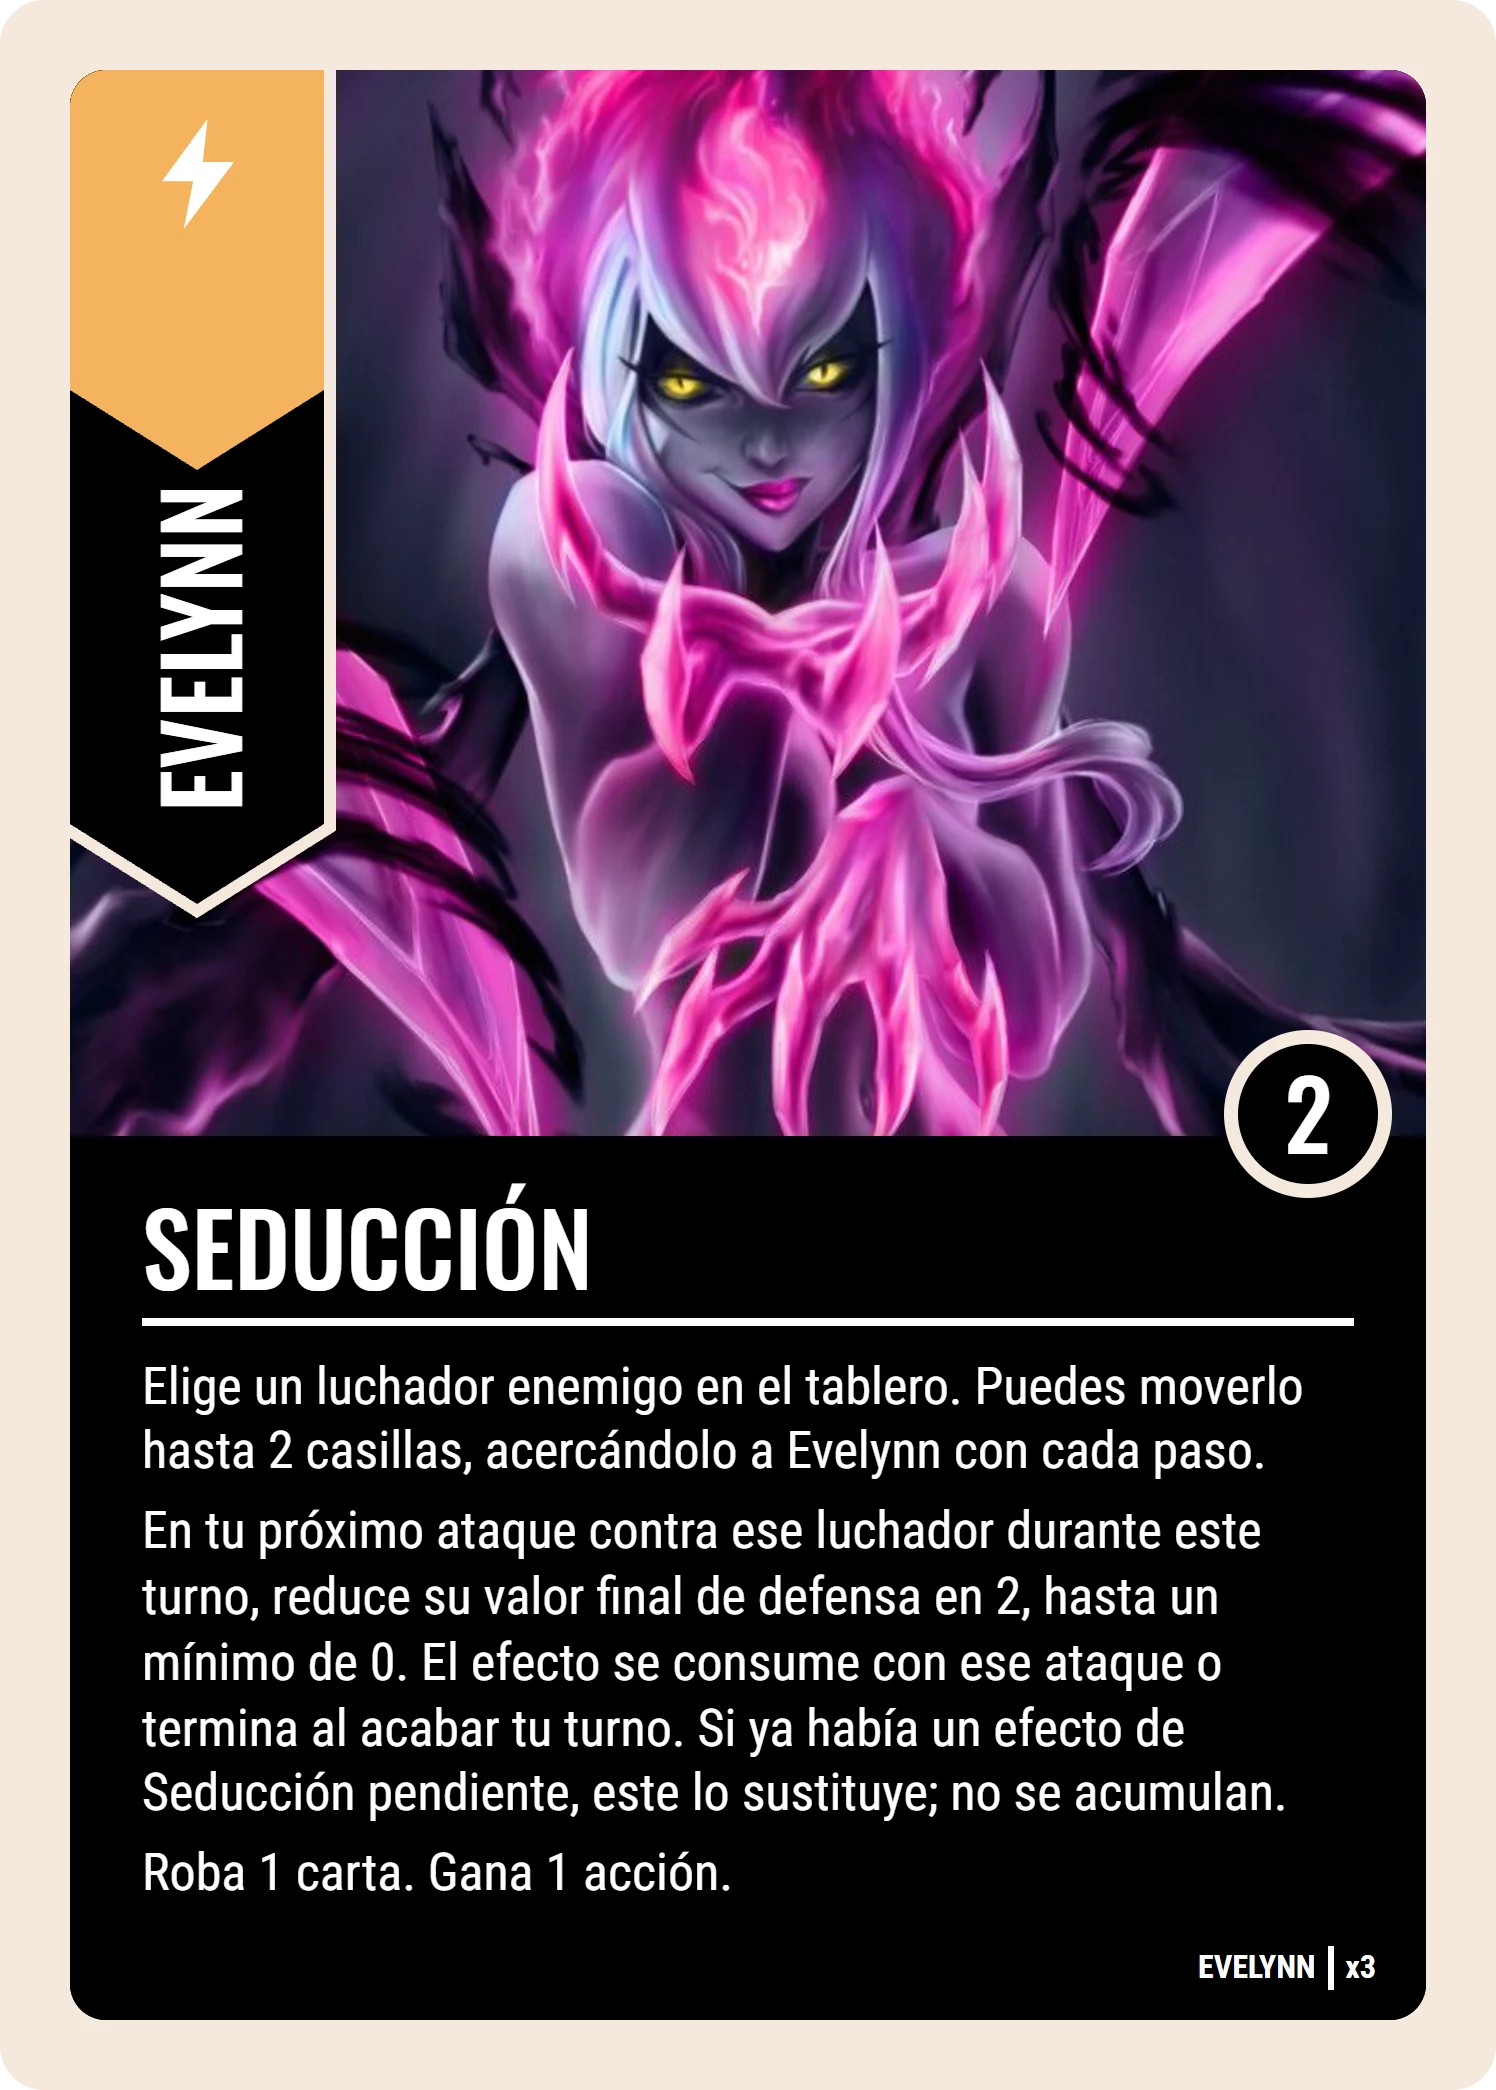 EVELYNN
2
SEDUCCIÓN
Elige un luchador enemigo en el tablero. Puedes moverlo
hasta 2 casillas, acercándolo a Evelynn con cada paso.
En tu próximo ataque contra ese luchador durante este
turno, reduce su valor final de defensa en 2, hasta un
mínimo de 0. El efecto se consume con ese ataque o
termina al acabar tu turno. Si ya había un efecto de
Seducción pendiente, este lo sustituye; no se acumulan.
Roba 1 carta. Gana 1 acción.
EVELYNN | x3